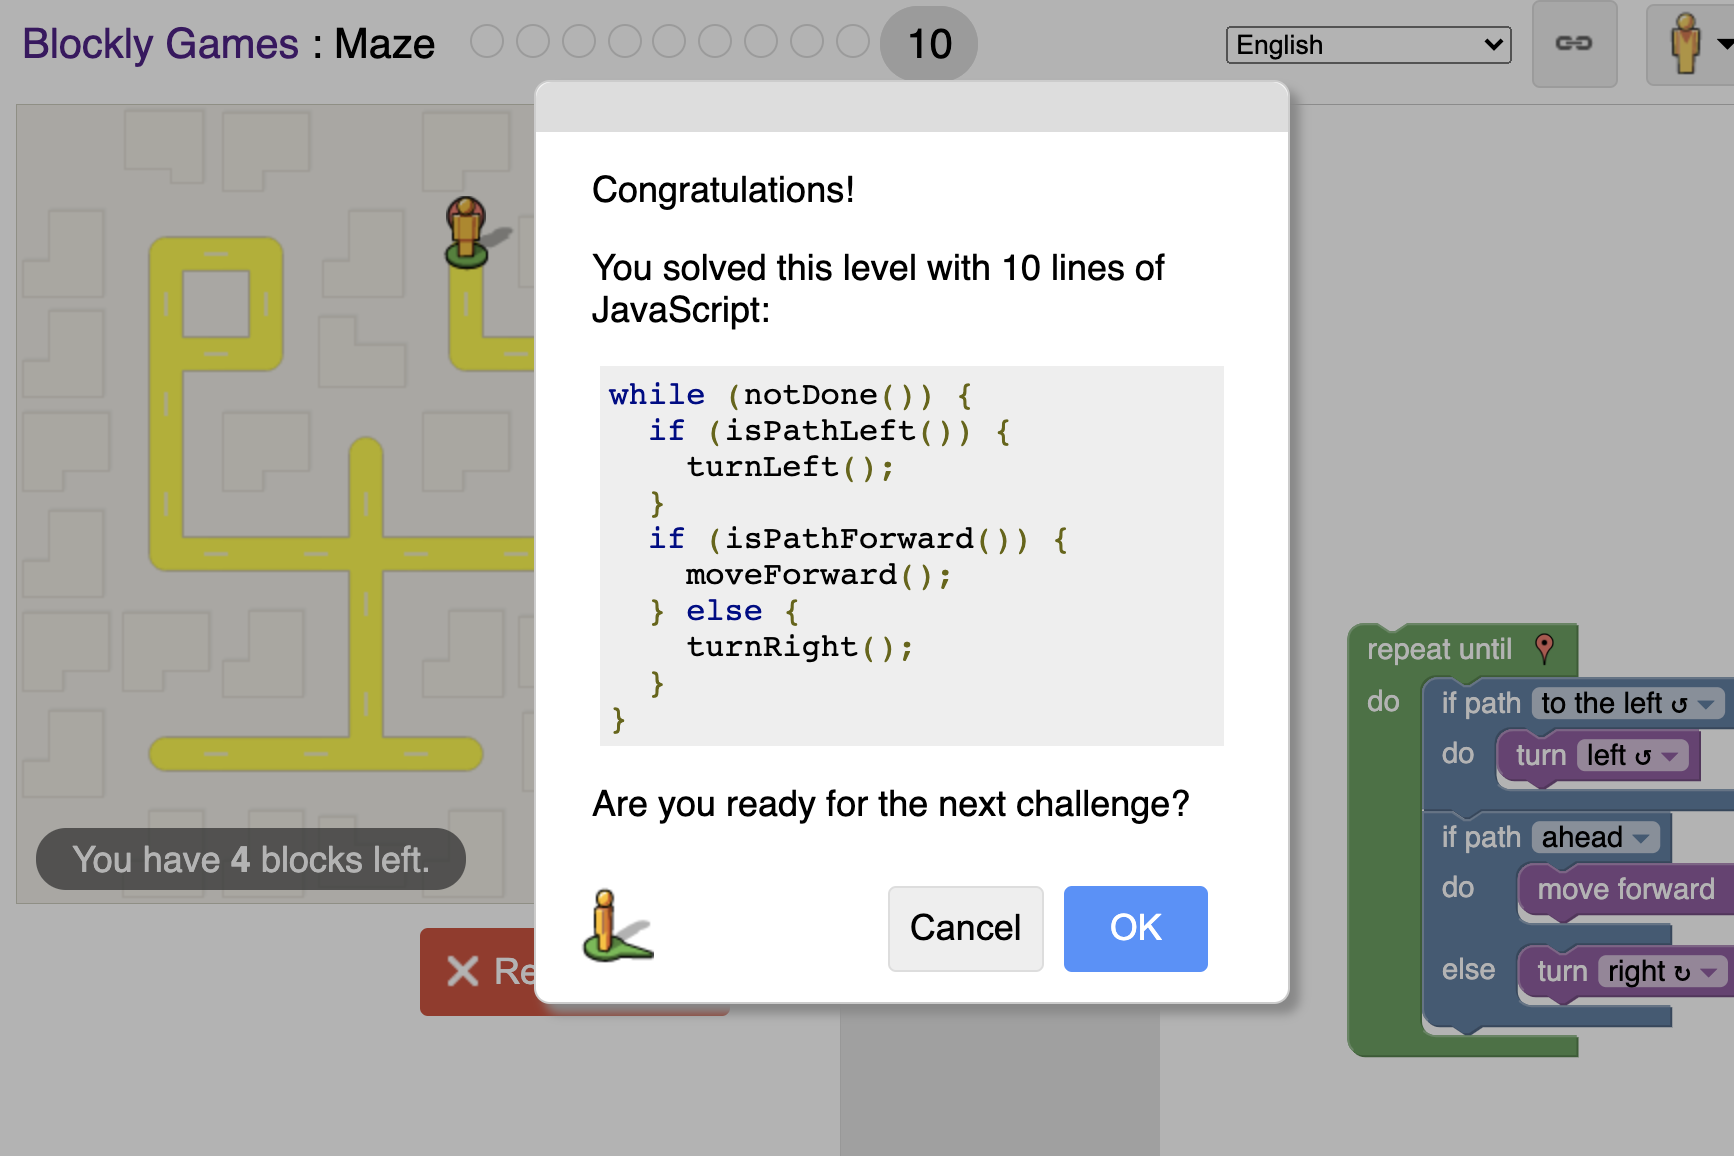 Blockly Games : Maze
10
English
Congratulations!
You solved this level with 10 lines of
JavaScript:
while (notDone()) {
  if (isPathLeft()) {
    turnLeft();
  }
  if (isPathForward()) {
    moveForward();
  } else {
    turnRight();
  }
}
Are you ready for the next challenge?
Cancel
OK
You have 4 blocks left.
Re
repeat until
do
if path to the left ↺
do turn left ↺
if path ahead
do move forward
else turn right ↻